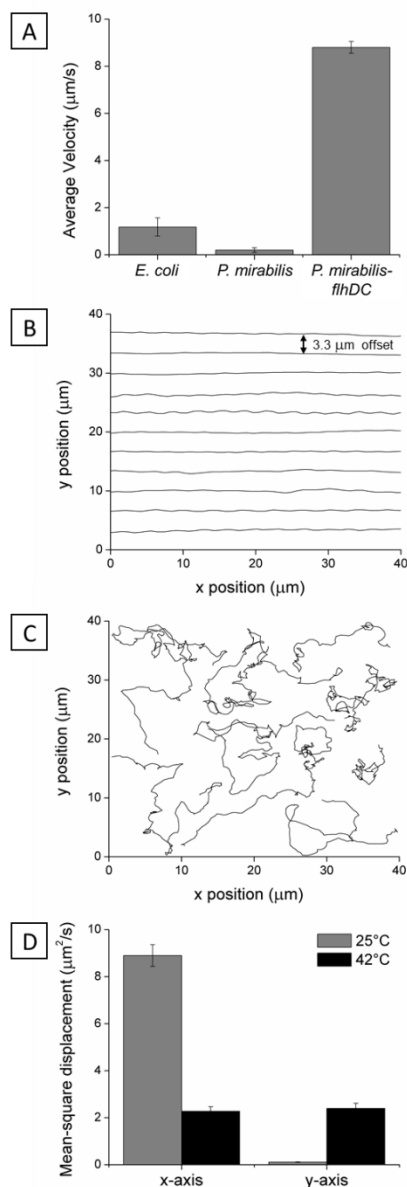 A
Average Velocity (μm/s)
8
6
4
2
0
E. coli
P. mirabilis
P. mirabilis-
flhDC
B
y position (μm)
40
30
20
10
0
3.3 μm offset
0
10
20
30
40
x position (μm)
C
y position (μm)
40
30
20
10
0
0
10
20
30
40
x position (μm)
D
Mean-square displacement (μm²/s)
10
8
6
4
2
0
25°C
42°C
x-axis
y-axis